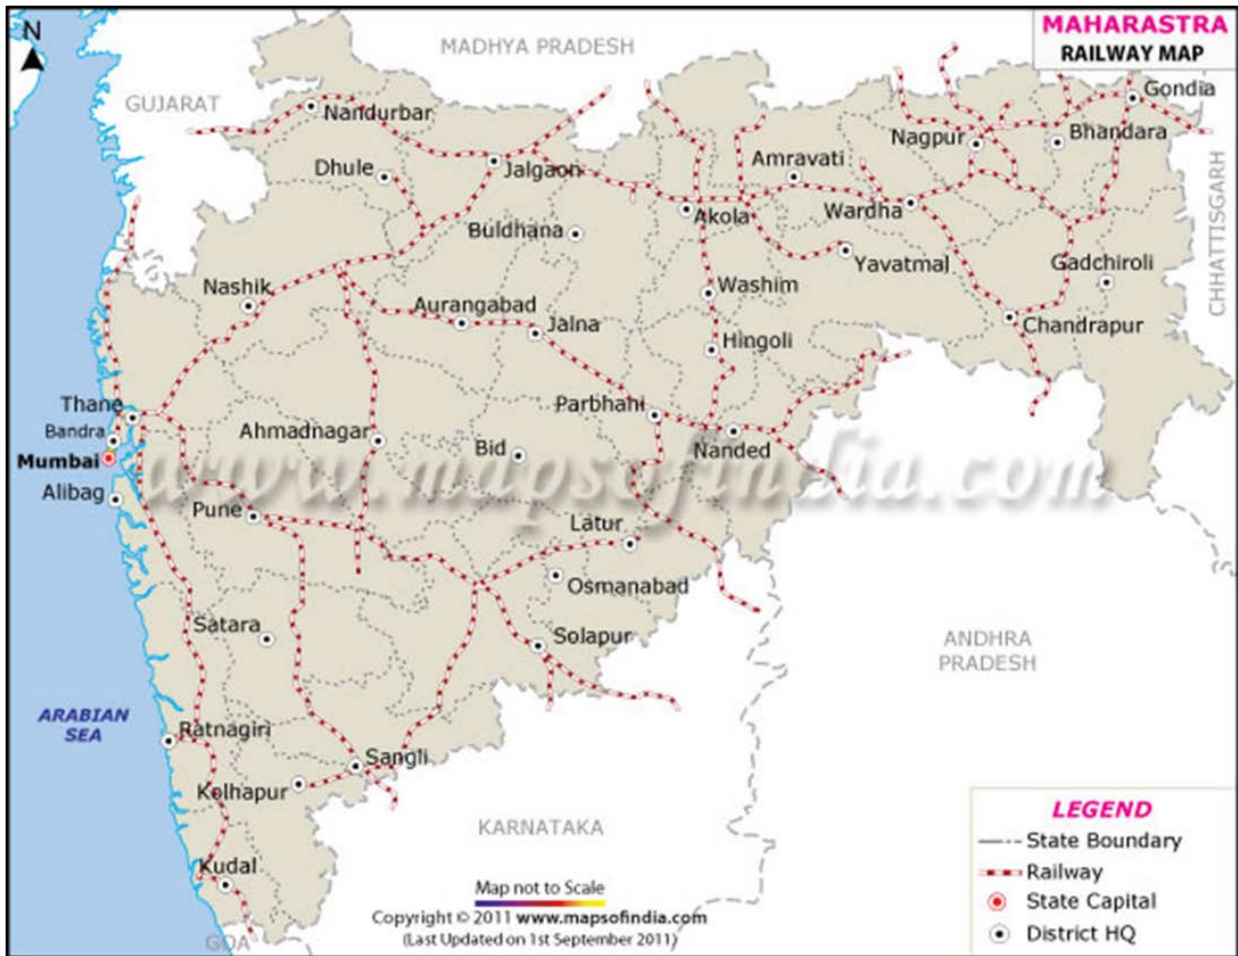 MAHARASTRA
RAILWAY MAP
N
MADHYA PRADESH
GUJARAT
Nandurbar
Gondia
Nagpur
Bhandara
Dhule
Jalgaon
Amravati
CHHATTISGARH
Akola
Wardha
Buldhana
Yavatmal
Gadchiroli
Nashik
Washim
Aurangabad
Jalna
Chandrapur
Hingoli
Thane
Parbhani
Bandra
Ahmadnagar
Bid
Nanded
Mumbai
www.mapsofindia.com
Alibag
Pune
Latur
Osmanabad
Satara
Solapur
ANDHRA
PRADESH
ARABIAN
SEA
Ratnagiri
Sangli
Kolhapur
KARNATAKA
Kudal
GOA
LEGEND
State Boundary
Railway
State Capital
District HQ
Map not to Scale
Copyright © 2011 www.mapsofindia.com
(Last Updated on 1st September 2011)